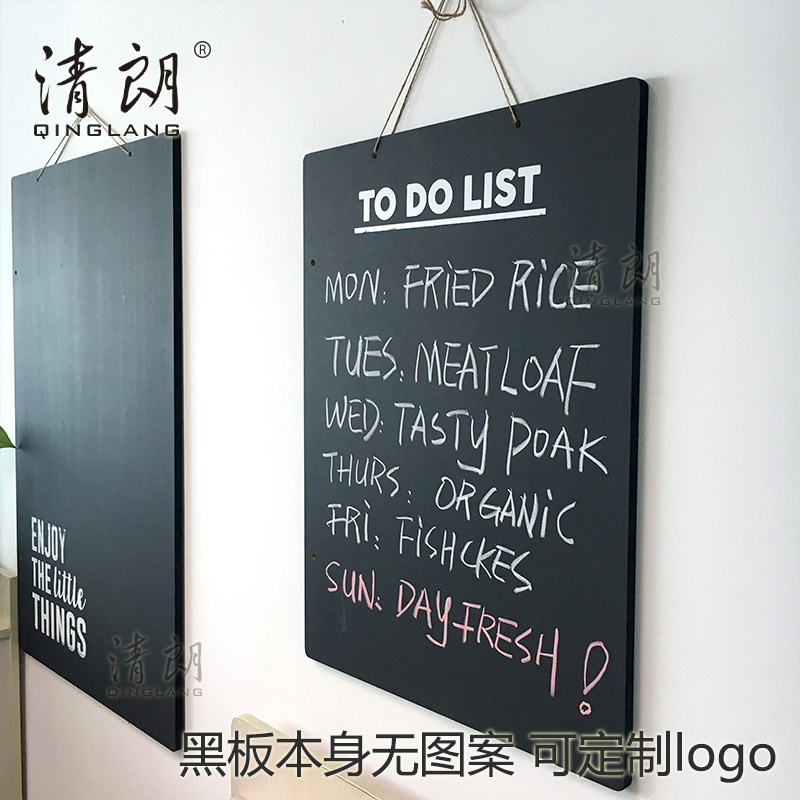 清朗®
QINGLANG
TO DO LIST
MON: FRIED RICE
TUES: MEATLOAF
WED: TASTY POAK
THURS: ORGANIC
FRI: FISHCKES
SUN: DAYFRESH!
清朗
QINGLANG
ENJOY
THE little
THINGS
清朗
QINGLANG
黑板本身无图案 可定制logo